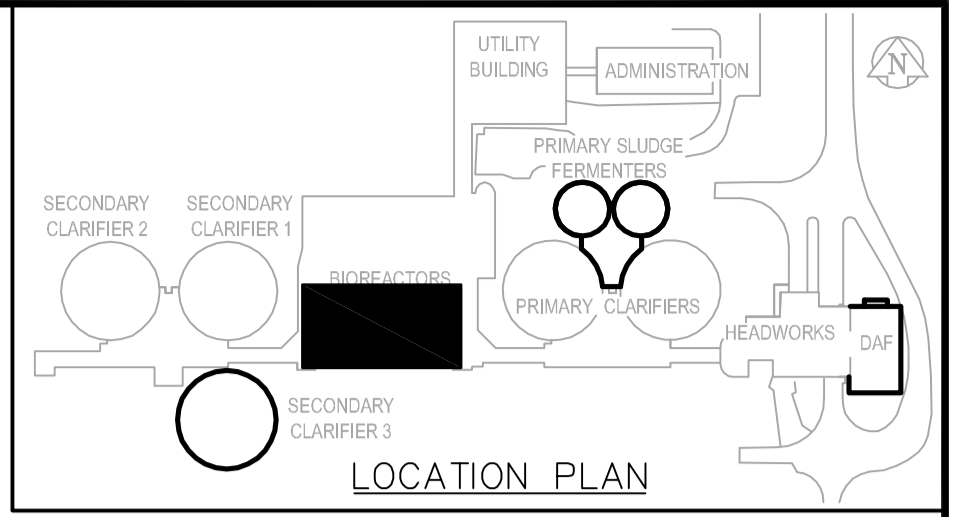 UTILITY
BUILDING
ADMINISTRATION
N
PRIMARY SLUDGE
FERMENTERS
SECONDARY
CLARIFIER 2
SECONDARY
CLARIFIER 1
BIOREACTORS
PRIMARY CLARIFIERS
HEADWORKS
DAF
SECONDARY
CLARIFIER 3
LOCATION PLAN